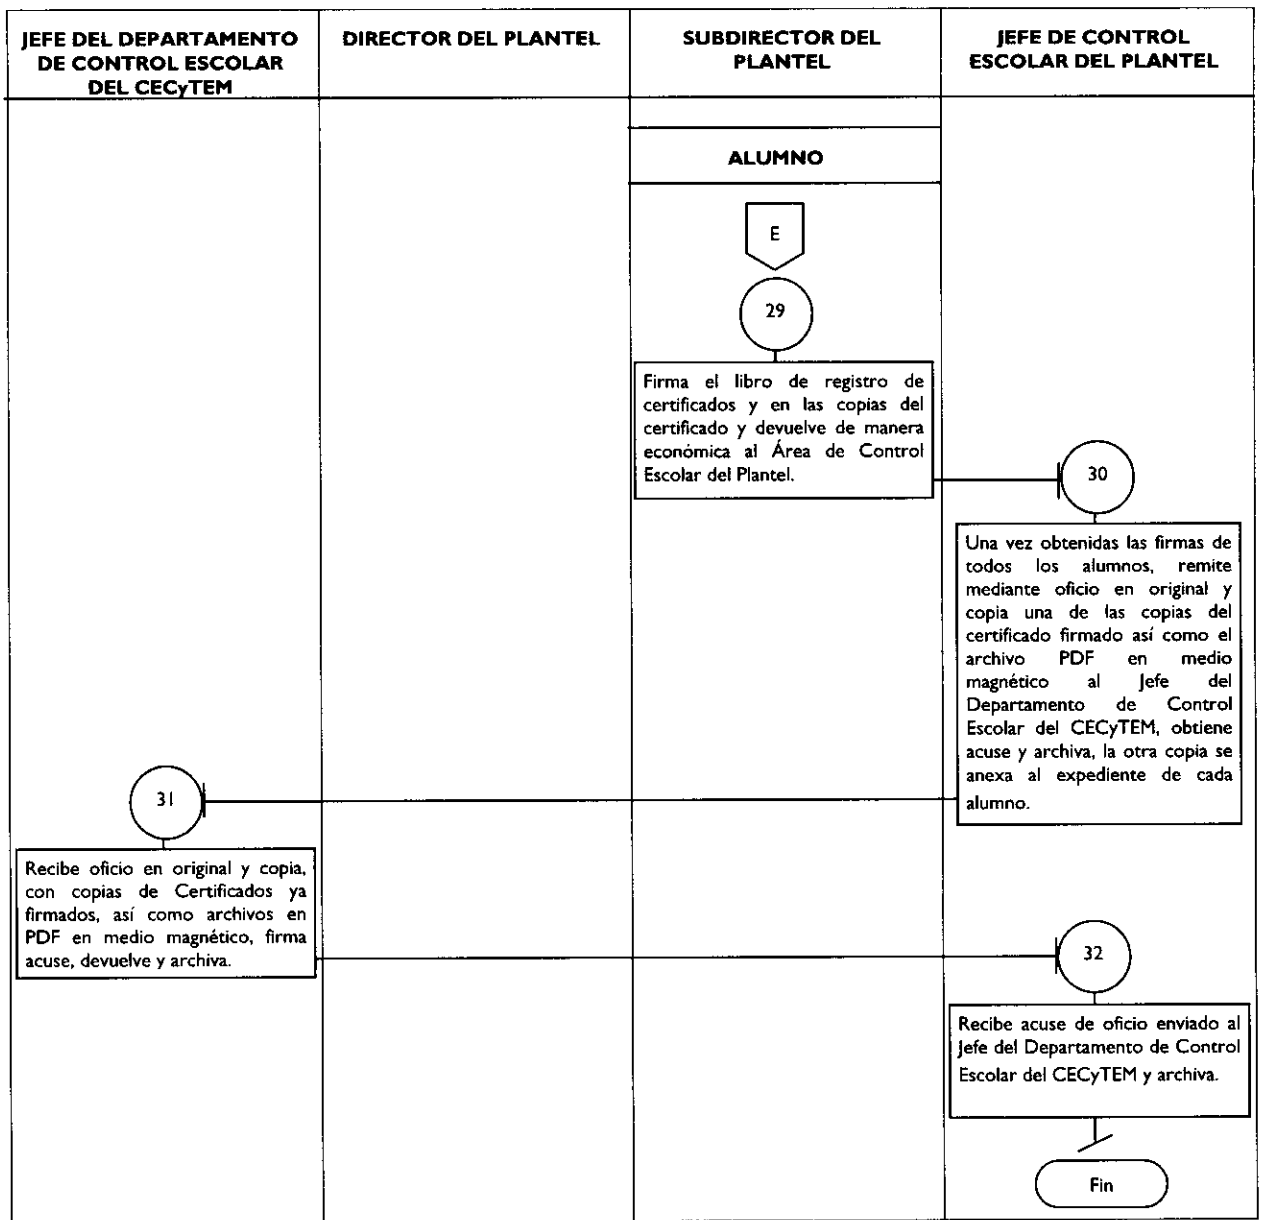 JEFE DEL DEPARTAMENTO
DE CONTROL ESCOLAR
DEL CECyTEM
DIRECTOR DEL PLANTEL
SUBDIRECTOR DEL
PLANTEL
JEFE DE CONTROL
ESCOLAR DEL PLANTEL
ALUMNO
E
29
Firma el libro de registro de
certificados y en las copias del
certificado y devuelve de manera
económica al Área de Control
Escolar del Plantel.
30
Una vez obtenidas las firmas de
todos los alumnos, remite
mediante oficio en original y
copia una de las copias del
certificado firmado así como el
archivo PDF en medio
magnético al Jefe del
Departamento de Control
Escolar del CECyTEM, obtiene
acuse y archiva, la otra copia se
anexa al expediente de cada
alumno.
31
Recibe oficio en original y copia,
con copias de Certificados ya
firmados, así como archivos en
PDF en medio magnético, firma
acuse, devuelve y archiva.
32
Recibe acuse de oficio enviado al
Jefe del Departamento de Control
Escolar del CECyTEM y archiva.
Fin